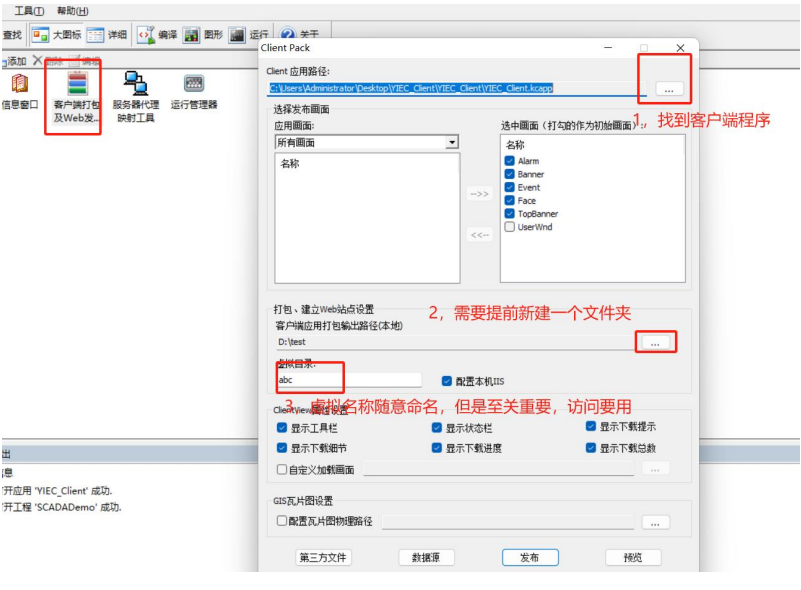 工具(T) 帮助(H)
查找 大图标 详细 编译 图形 运行 关于
添加 删除 编辑
信息窗口 客户端打包及Web发... 服务器代理映射工具 运行管理器
Client Pack
Client 应用路径:
C:\Users\Administrator\Desktop\YIEC_Client\YIEC_Client\YIEC_Client.kcapp
...
1，找到客户端程序
选择发布画面
应用画面:
选中画面（打勾的作为初始画面）:
所有画面
名称
名称
Alarm
Banner
Event
Face
TopBanner
UserWnd
-->>
<<--
打包、建立Web站点设置
2，需要提前新建一个文件夹
客户端应用打包输出路径(本地)
D:\test
...
虚拟目录:
abc
配置本机IIS
3，虚拟名称随意命名，但是至关重要，访问要用
ClientView属性设置
显示工具栏 显示状态栏 显示下载提示
显示下载细节 显示下载进度 显示下载总数
自定义加载画面 ...
GIS瓦片图设置
配置瓦片图物理路径 ...
第三方文件 数据源 发布 预览
出
息
开应用 'YIEC_Client' 成功.
开工程 'SCADADemo' 成功.